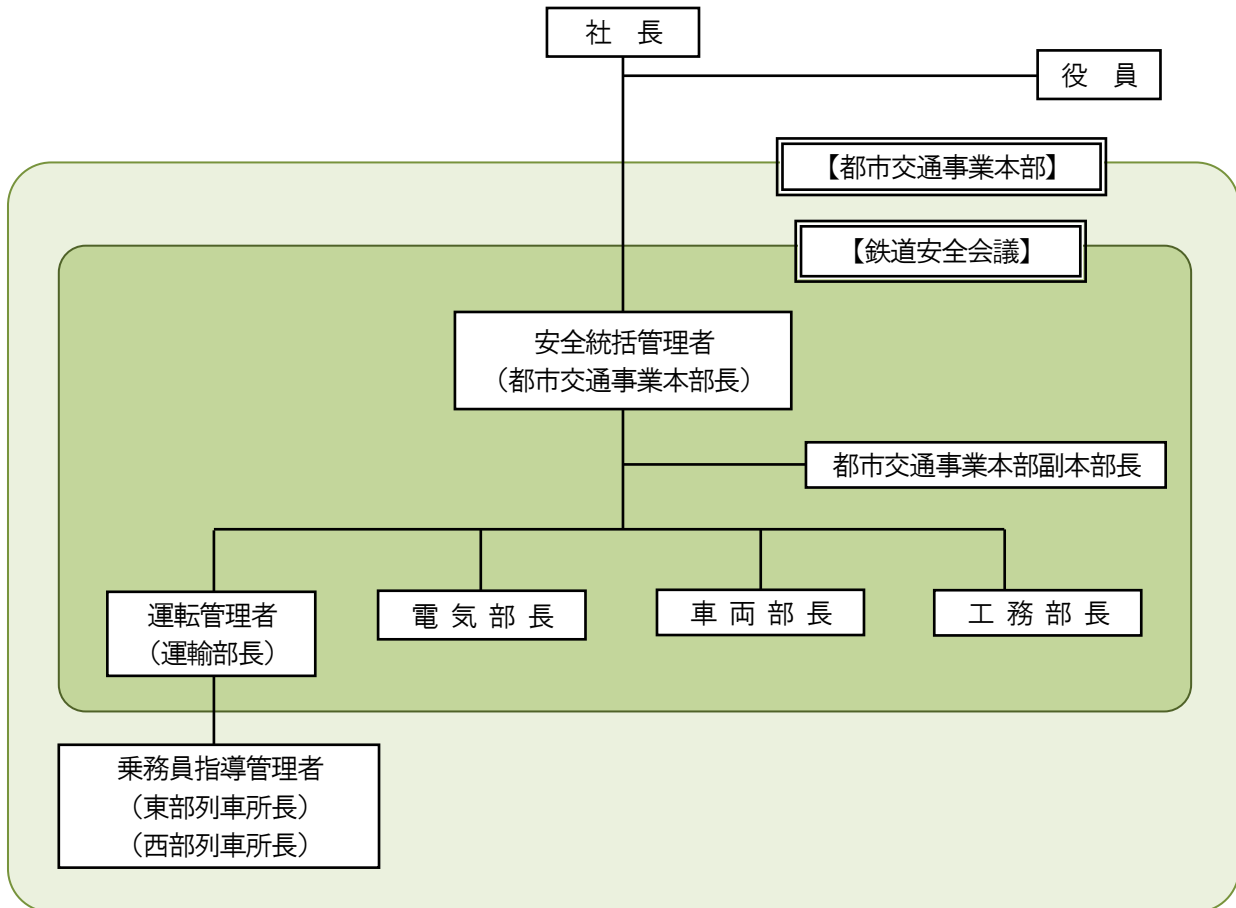 社　長
役　員
【都市交通事業本部】
【鉄道安全会議】
安全統括管理者
（都市交通事業本部長）
都市交通事業本部副本部長
運転管理者
（運輸部長）
電 気 部 長
車 両 部 長
工 務 部 長
乗務員指導管理者
（東部列車所長）
（西部列車所長）